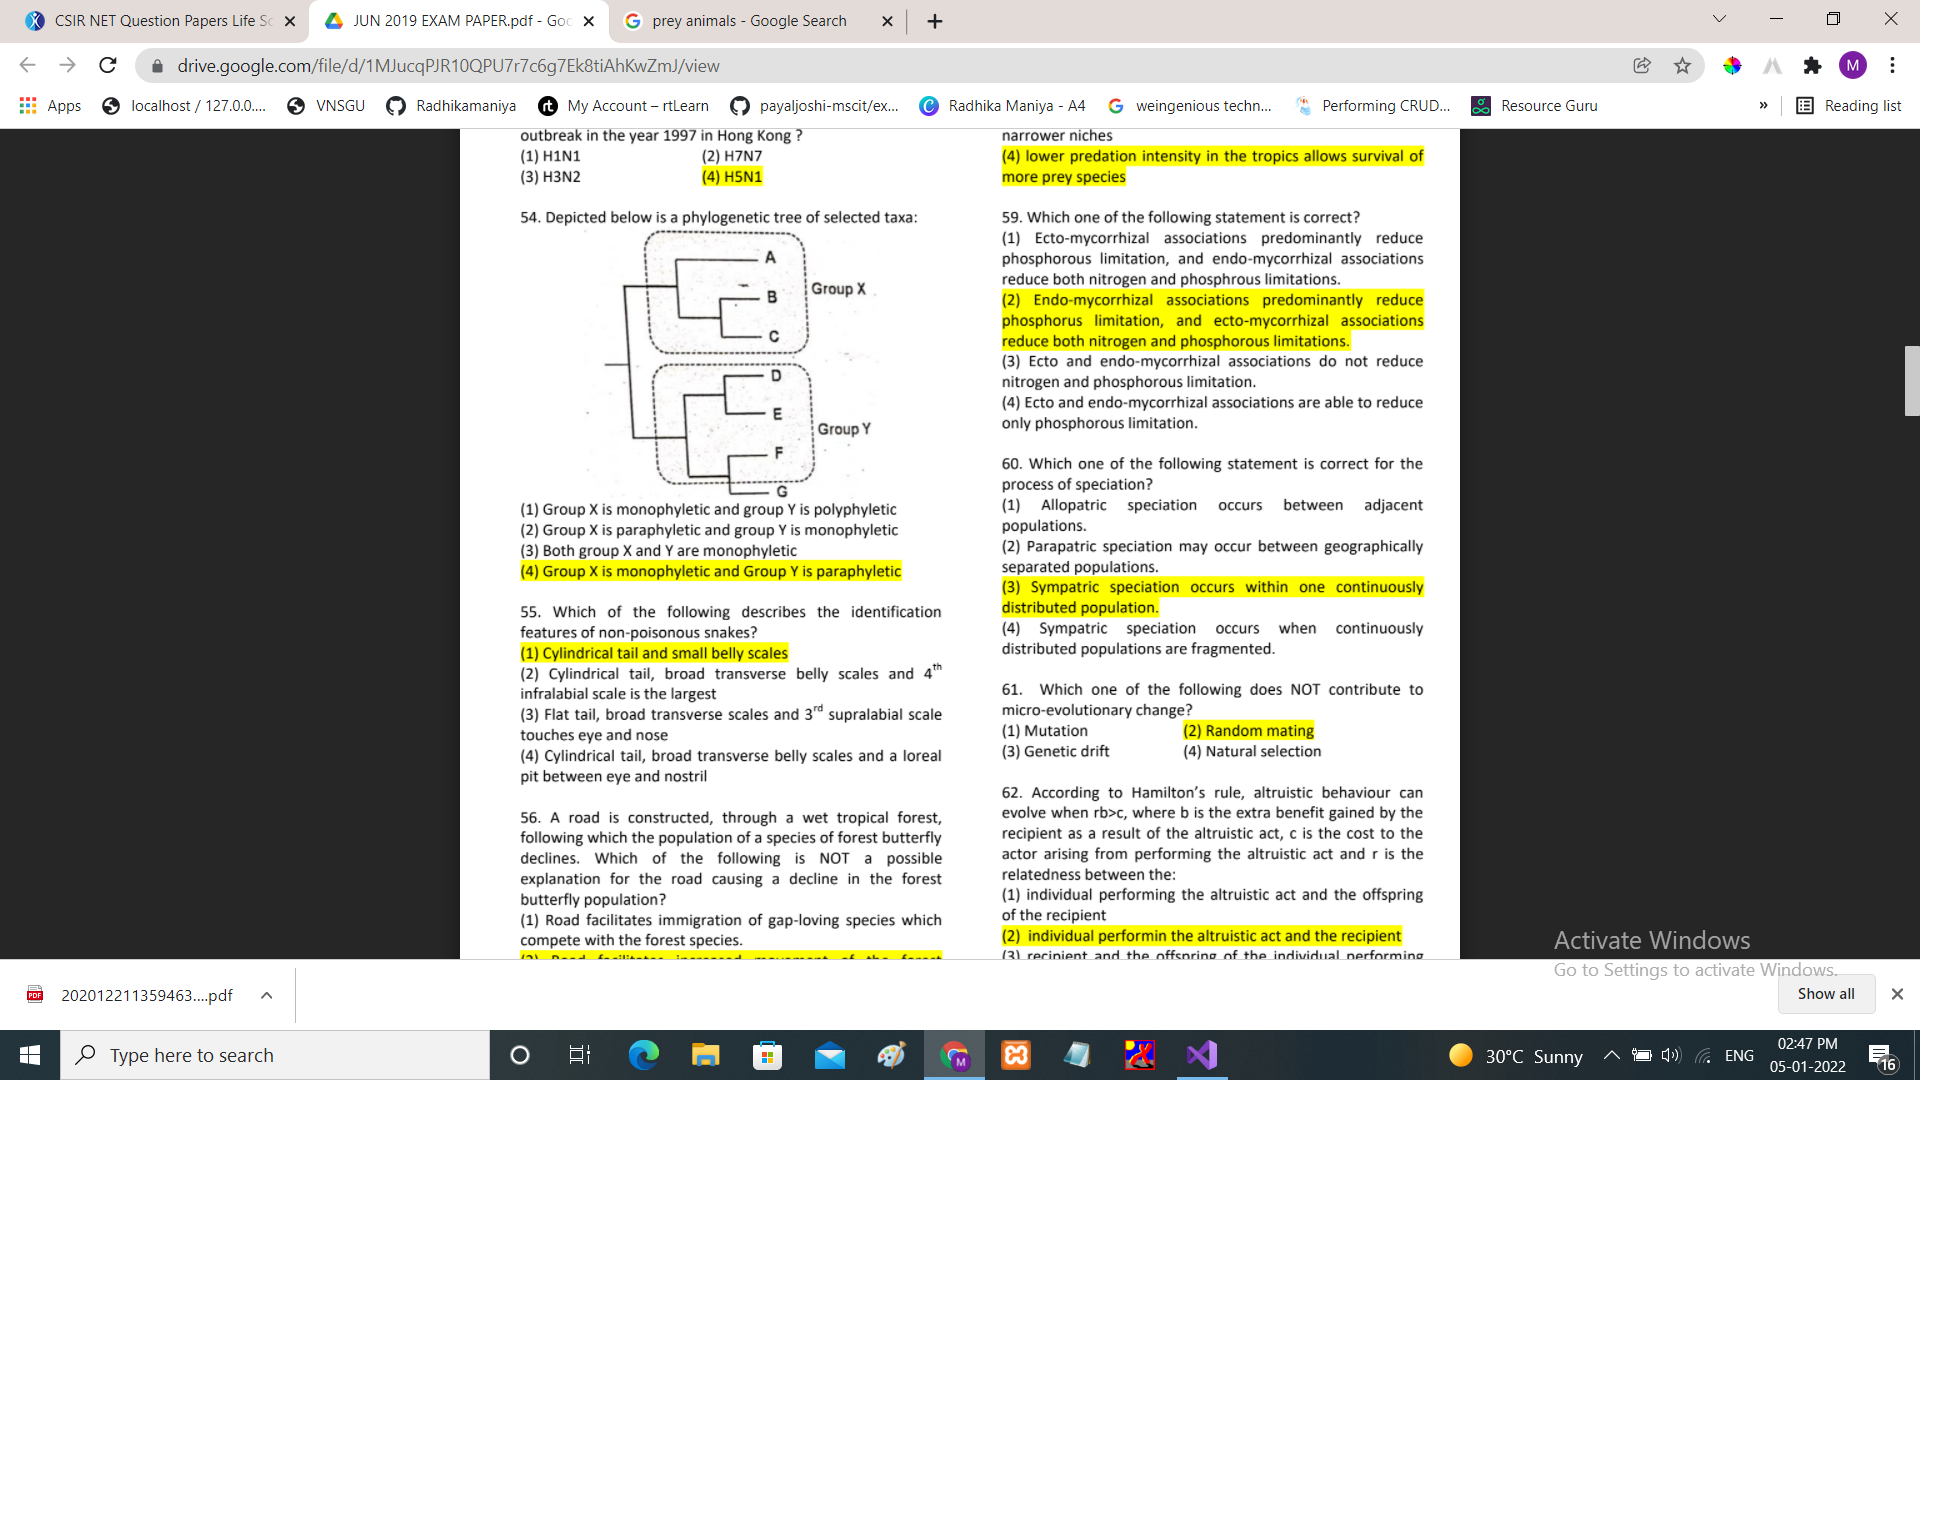 CSIR NET Question Papers Life Sc
JUN 2019 EXAM PAPER.pdf - Goo
prey animals - Google Search
drive.google.com/file/d/1MJucqPJR10QPU7r7c6g7Ek8tiAhKwZmJ/view
M
Apps
localhost / 127.0.0....
VNSGU
Radhikamaniya
rt My Account – rtLearn
payaljoshi-mscit/ex...
Radhika Maniya - A4
weingenious techn...
Performing CRUD...
Resource Guru
»
Reading list
outbreak in the year 1997 in Hong Kong ?
(1) H1N1 (2) H7N7
(3) H3N2 (4) H5N1
54. Depicted below is a phylogenetic tree of selected taxa:
A
B
C
Group X
D
E
F
G
Group Y
(1) Group X is monophyletic and group Y is polyphyletic
(2) Group X is paraphyletic and group Y is monophyletic
(3) Both group X and Y are monophyletic
(4) Group X is monophyletic and Group Y is paraphyletic
55. Which of the following describes the identification
features of non-poisonous snakes?
(1) Cylindrical tail and small belly scales
(2) Cylindrical tail, broad transverse belly scales and 4th
infralabial scale is the largest
(3) Flat tail, broad transverse scales and 3rd supralabial scale
touches eye and nose
(4) Cylindrical tail, broad transverse belly scales and a loreal
pit between eye and nostril
56. A road is constructed, through a wet tropical forest,
following which the population of a species of forest butterfly
declines. Which of the following is NOT a possible
explanation for the road causing a decline in the forest
butterfly population?
(1) Road facilitates immigration of gap-loving species which
compete with the forest species.
(2) Road facilitates increased movement of the forest
narrower niches
(4) lower predation intensity in the tropics allows survival of
more prey species
59. Which one of the following statement is correct?
(1) Ecto-mycorrhizal associations predominantly reduce
phosphorous limitation, and endo-mycorrhizal associations
reduce both nitrogen and phosphrous limitations.
(2) Endo-mycorrhizal associations predominantly reduce
phosphorus limitation, and ecto-mycorrhizal associations
reduce both nitrogen and phosphorous limitations.
(3) Ecto and endo-mycorrhizal associations do not reduce
nitrogen and phosphorous limitation.
(4) Ecto and endo-mycorrhizal associations are able to reduce
only phosphorous limitation.
60. Which one of the following statement is correct for the
process of speciation?
(1) Allopatric speciation occurs between adjacent
populations.
(2) Parapatric speciation may occur between geographically
separated populations.
(3) Sympatric speciation occurs within one continuously
distributed population.
(4) Sympatric speciation occurs when continuously
distributed populations are fragmented.
61. Which one of the following does NOT contribute to
micro-evolutionary change?
(1) Mutation (2) Random mating
(3) Genetic drift (4) Natural selection
62. According to Hamilton's rule, altruistic behaviour can
evolve when rb>c, where b is the extra benefit gained by the
recipient as a result of the altruistic act, c is the cost to the
actor arising from performing the altruistic act and r is the
relatedness between the:
(1) individual performing the altruistic act and the offspring
of the recipient
(2) individual performin the altruistic act and the recipient
(3) recipient and the offspring of the individual performing
Activate Windows
Go to Settings to activate Windows.
PDF 202012211359463....pdf
Show all
Type here to search
M
30°C Sunny
ENG
02:47 PM
05-01-2022
16